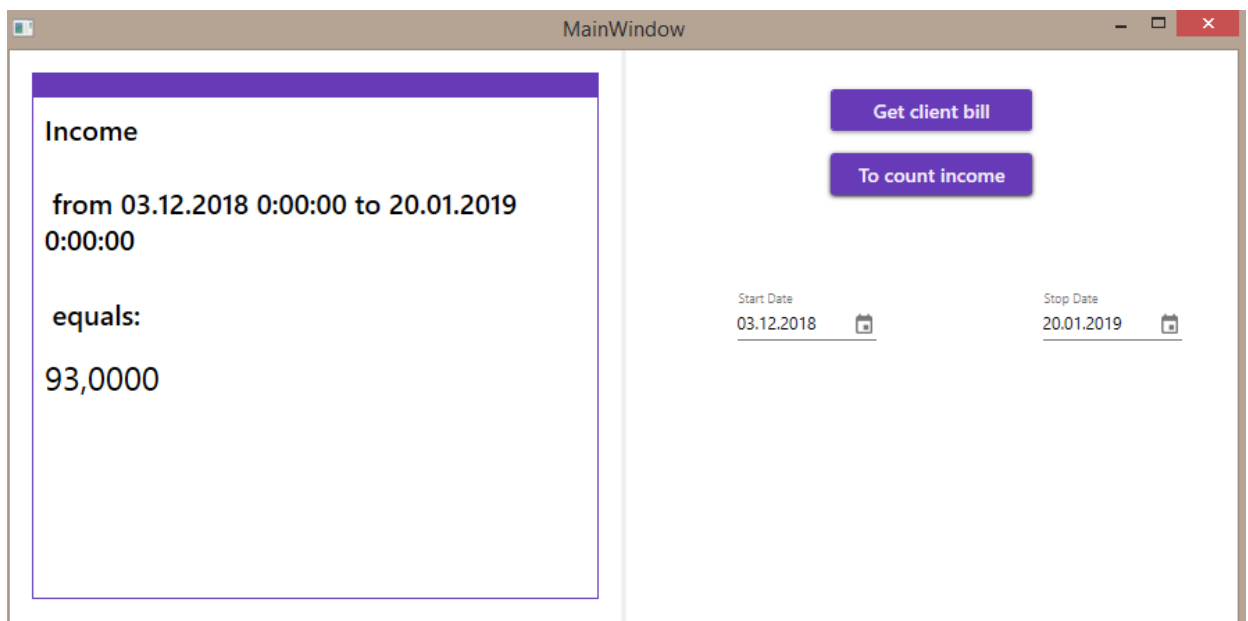 MainWindow
Income
from 03.12.2018 0:00:00 to 20.01.2019
0:00:00
equals:
93,0000
Get client bill
To count income
Start Date
03.12.2018
Stop Date
20.01.2019